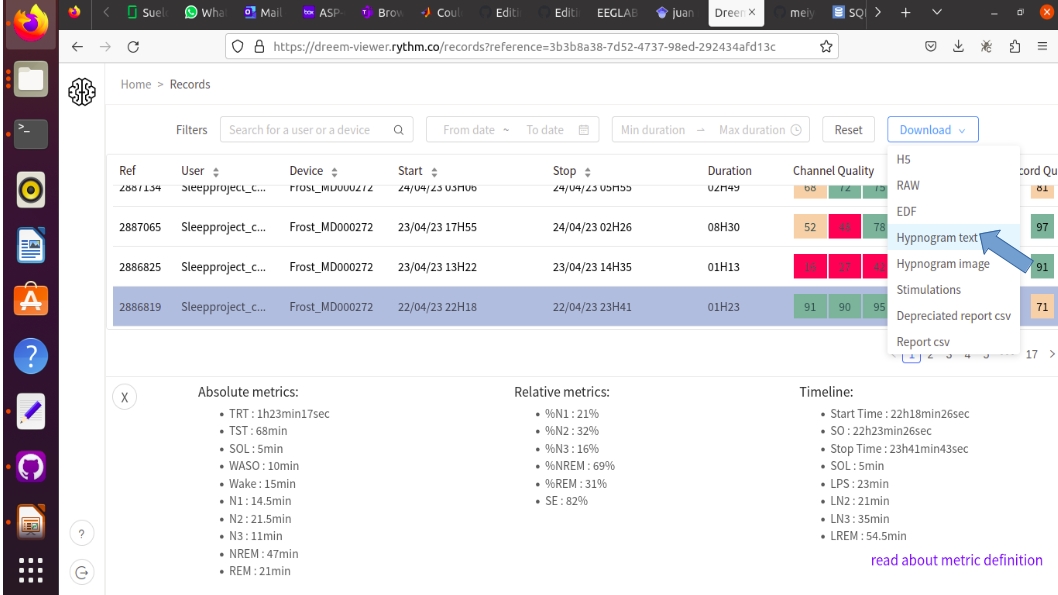 Suel
Wha
Mail
ASP-
Brow
Coul
Editi
Editi
EEGLAB
juan
Dreem ×
meiy
SQL
https://dreem-viewer.rythm.co/records?reference=3b3b8a38-7d52-4737-98ed-292434afd13c
Home > Records
Filters Search for a user or a device From date ~ To date Min duration → Max duration Reset Download
Ref User Device Start Stop Duration Channel Quality cord Qu
2887134 Sleepproject_c... Frost_MD000272 24/04/23 03H06 24/04/23 05H55 02H49 68 72 75 81
2887065 Sleepproject_c... Frost_MD000272 23/04/23 17H55 24/04/23 02H26 08H30 52 78 97
2886825 Sleepproject_c... Frost_MD000272 23/04/23 13H22 23/04/23 14H35 01H13 91
2886819 Sleepproject_c... Frost_MD000272 22/04/23 22H18 22/04/23 23H41 01H23 91 90 95 71
H5
RAW
EDF
Hypnogram text
Hypnogram image
Stimulations
Depreciated report csv
Report csv
1 2 3 4 5 ··· 17 >
X
Absolute metrics:
• TRT : 1h23min17sec
• TST : 68min
• SOL : 5min
• WASO : 10min
• Wake : 15min
• N1 : 14.5min
• N2 : 21.5min
• N3 : 11min
• NREM : 47min
• REM : 21min
Relative metrics:
• %N1 : 21%
• %N2 : 32%
• %N3 : 16%
• %NREM : 69%
• %REM : 31%
• SE : 82%
Timeline:
• Start Time : 22h18min26sec
• SO : 22h23min26sec
• Stop Time : 23h41min43sec
• SOL : 5min
• LPS : 23min
• LN2 : 21min
• LN3 : 35min
• LREM : 54.5min
read about metric definition
?